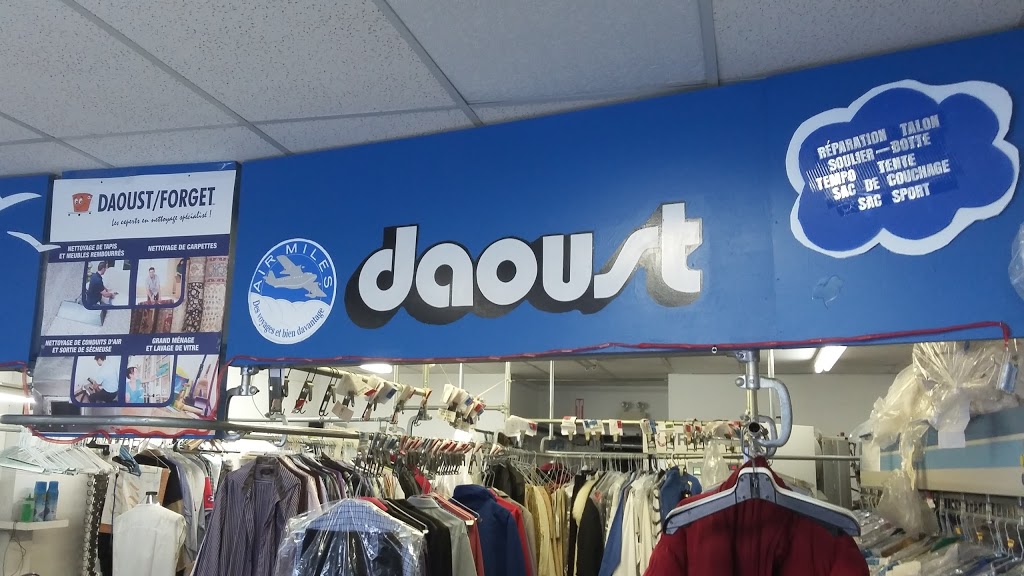 DAOUST/FORGET
Les experts en nettoyage spécialisé !
NETTOYAGE DE TAPIS
ET MEUBLES REMBOURRÉS
NETTOYAGE DE CARPETTES
NETTOYAGE DE CONDUITS D'AIR
ET SORTIE DE SÉCHEUSE
GRAND MÉNAGE
ET LAVAGE DE VITRE
AIR MILES
Des voyages et bien davantage
daoust
RÉPARATION TALON
SOULIER-BOTTE
TEMPO TENTE
SAC DE COUCHAGE
SAC SPORT